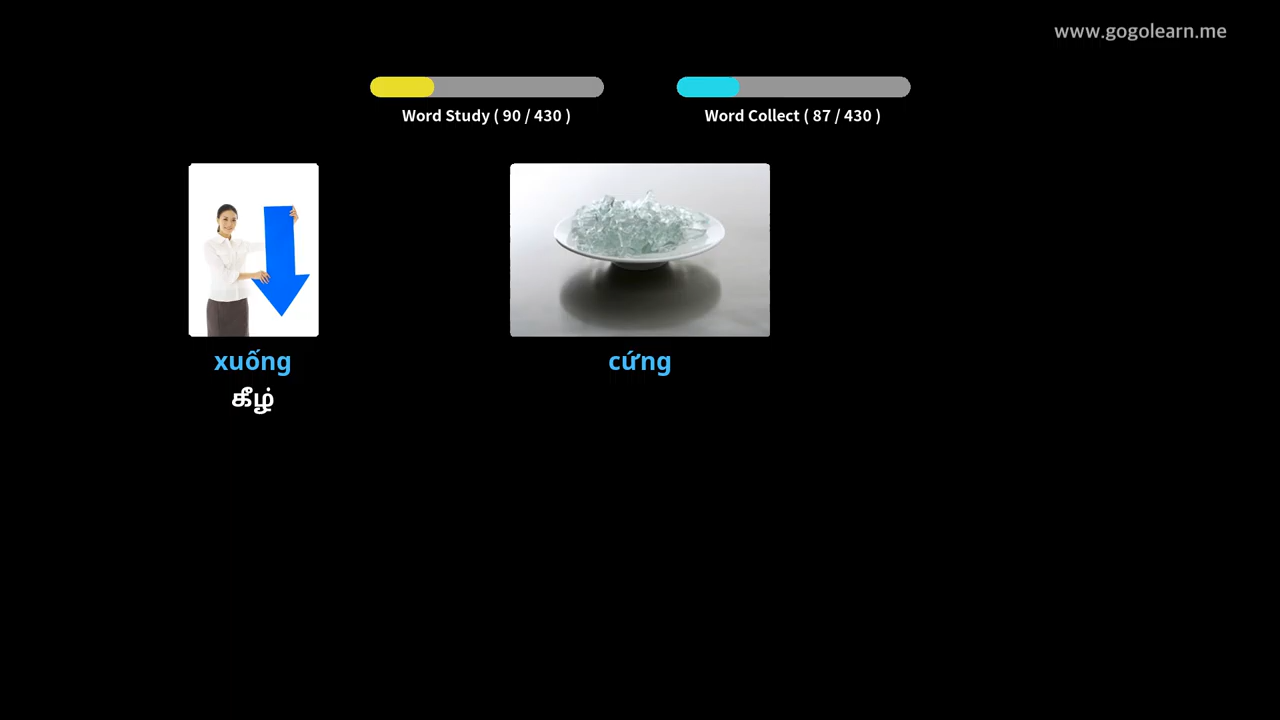 www.gogolearn.me
Word Study ( 90 / 430 )
Word Collect ( 87 / 430 )
xuống
கீழ்
cứng